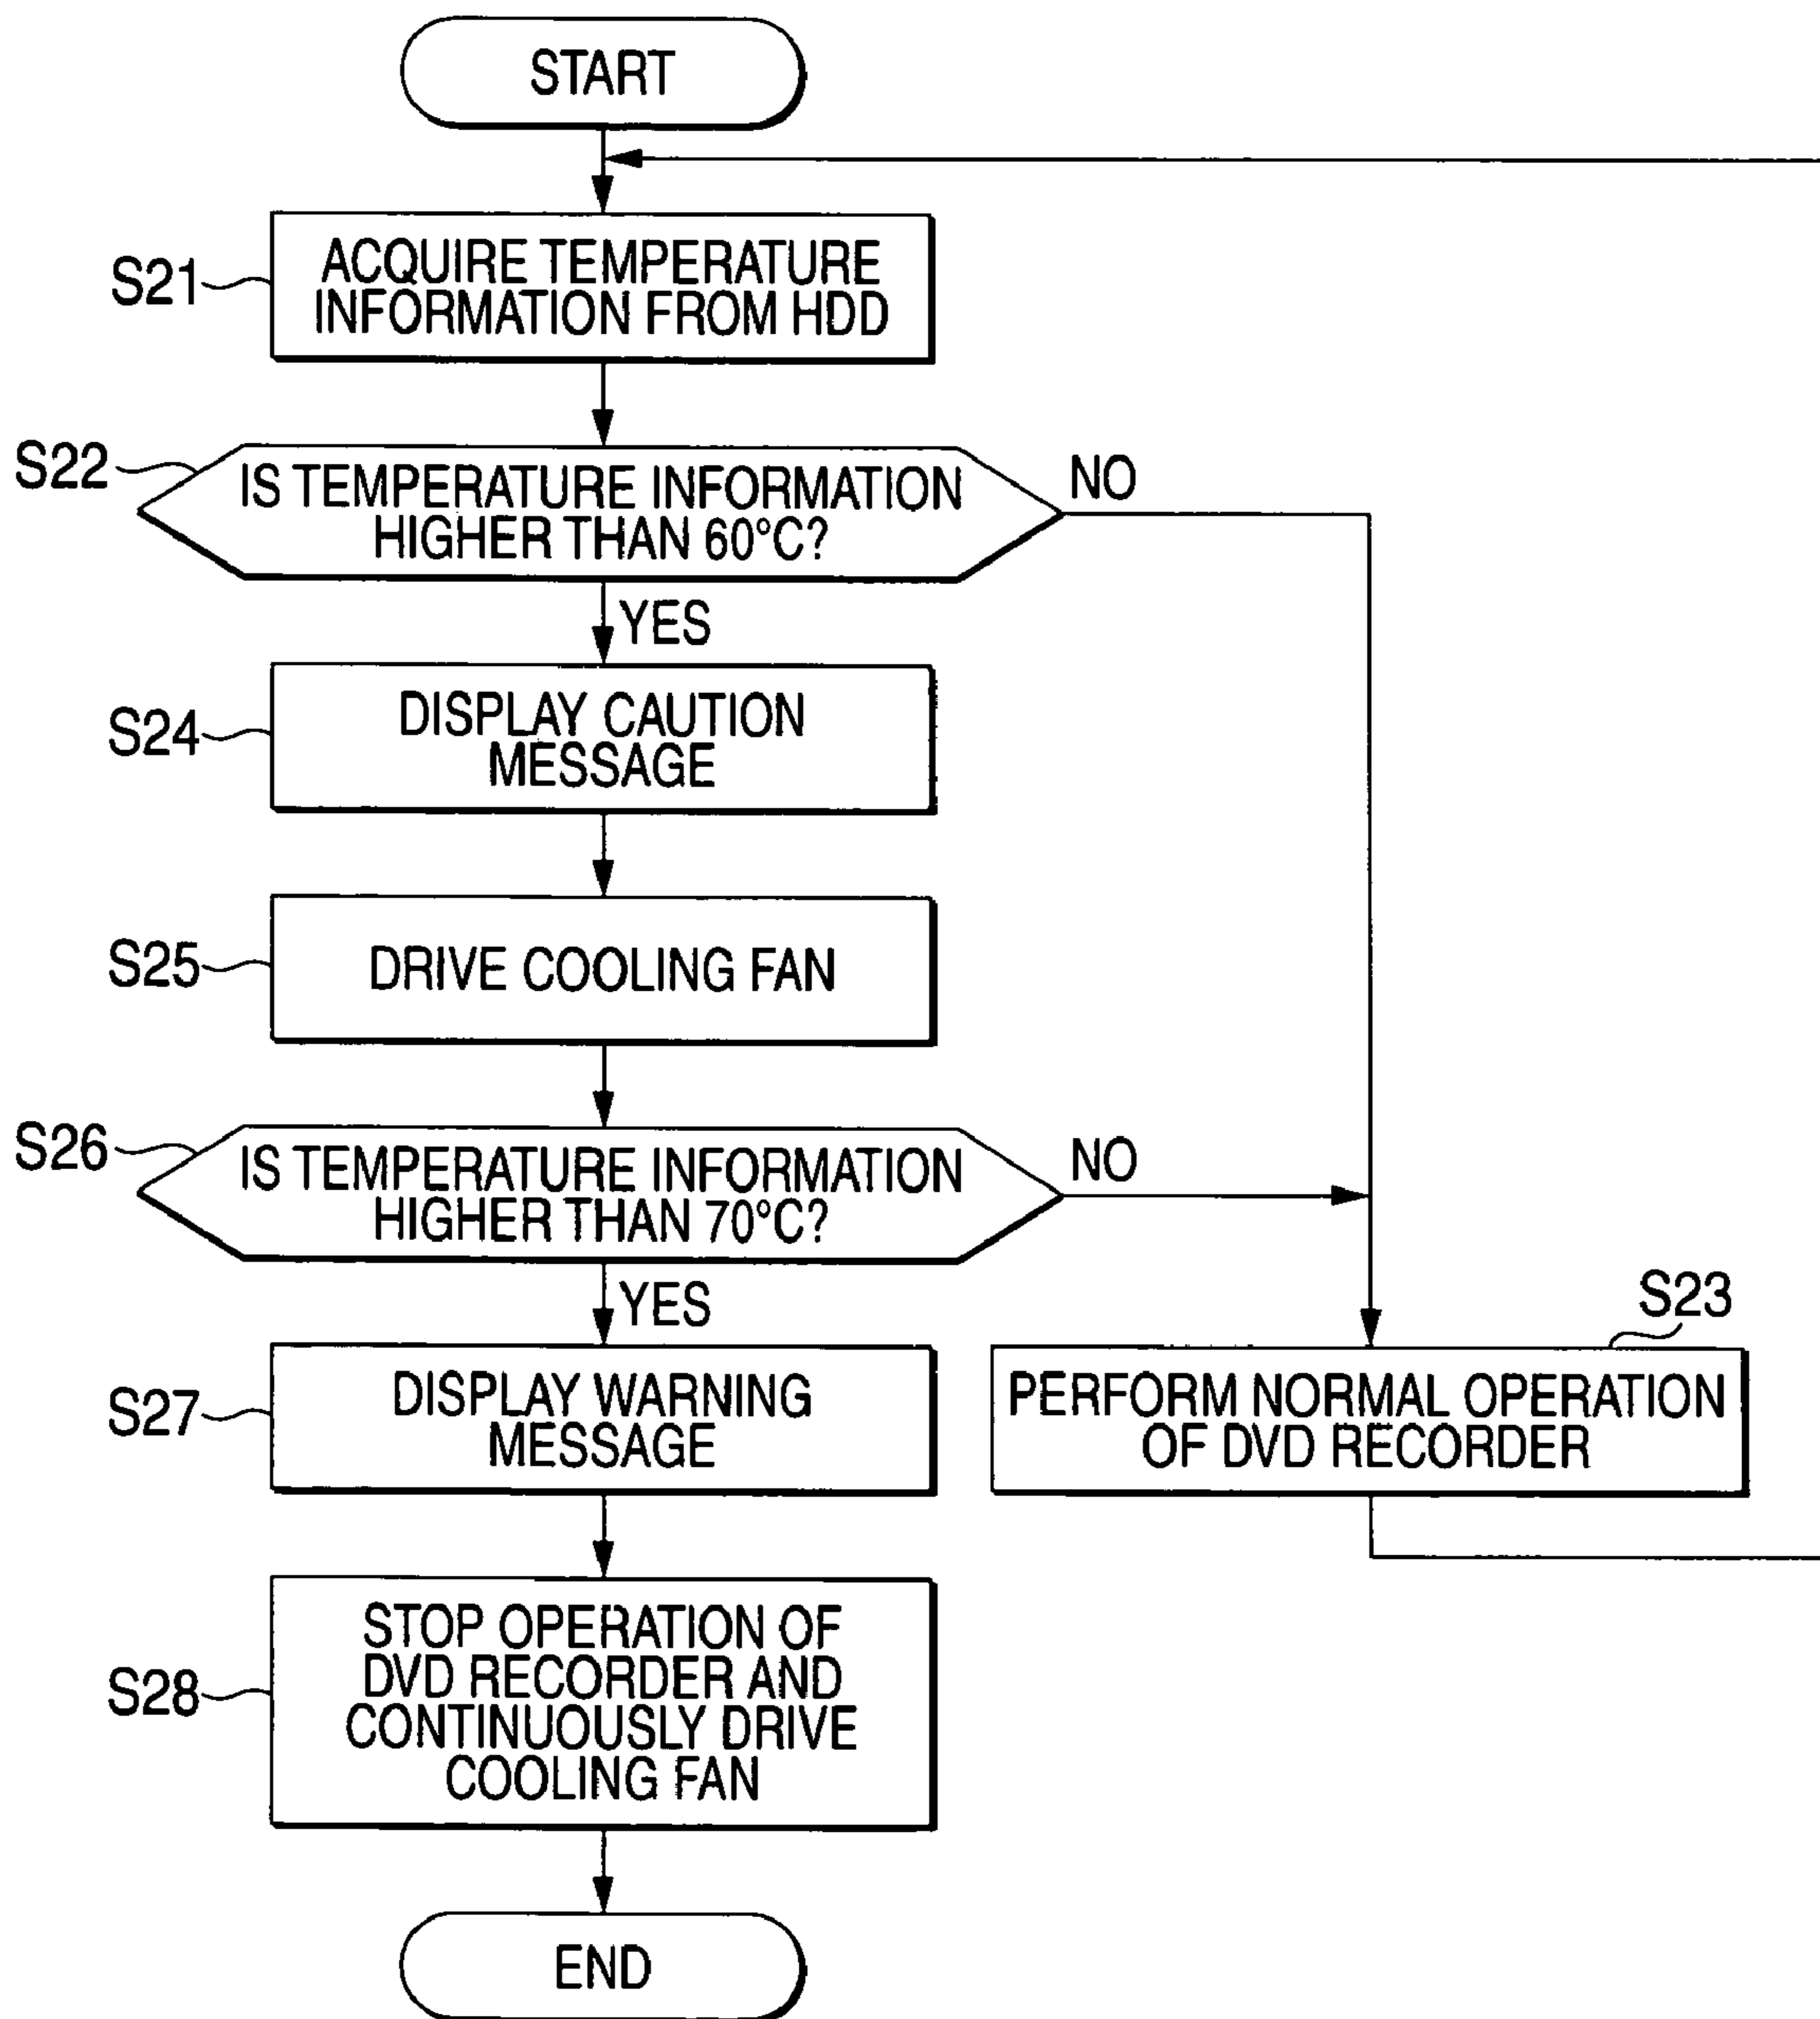 START
S21
ACQUIRE TEMPERATURE
INFORMATION FROM HDD
S22
IS TEMPERATURE INFORMATION
HIGHER THAN 60°C?
NO
YES
S24
DISPLAY CAUTION
MESSAGE
S25
DRIVE COOLING FAN
S26
IS TEMPERATURE INFORMATION
HIGHER THAN 70°C?
NO
YES
S23
PERFORM NORMAL OPERATION
OF DVD RECORDER
S27
DISPLAY WARNING
MESSAGE
S28
STOP OPERATION OF
DVD RECORDER AND
CONTINUOUSLY DRIVE
COOLING FAN
END